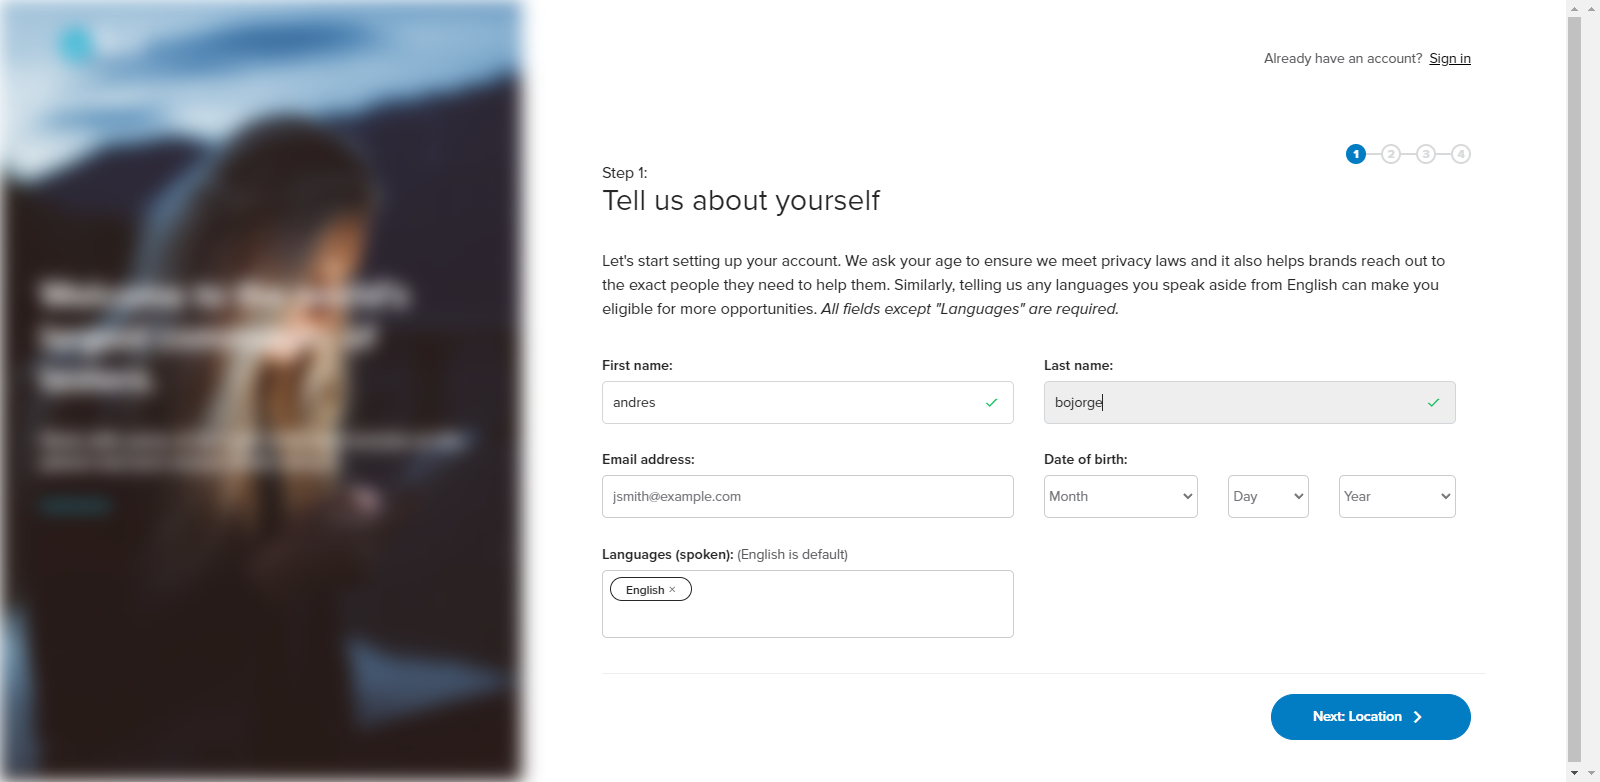 Already have an account? Sign in
1 2 3 4
Step 1:
Tell us about yourself
Let's start setting up your account. We ask your age to ensure we meet privacy laws and it also helps brands reach out to
the exact people they need to help them. Similarly, telling us any languages you speak aside from English can make you
eligible for more opportunities. All fields except "Languages" are required.
First name:
Last name:
andres
bojorge
Email address:
Date of birth:
jsmith@example.com
Month
Day
Year
Languages (spoken): (English is default)
English ×
Next: Location